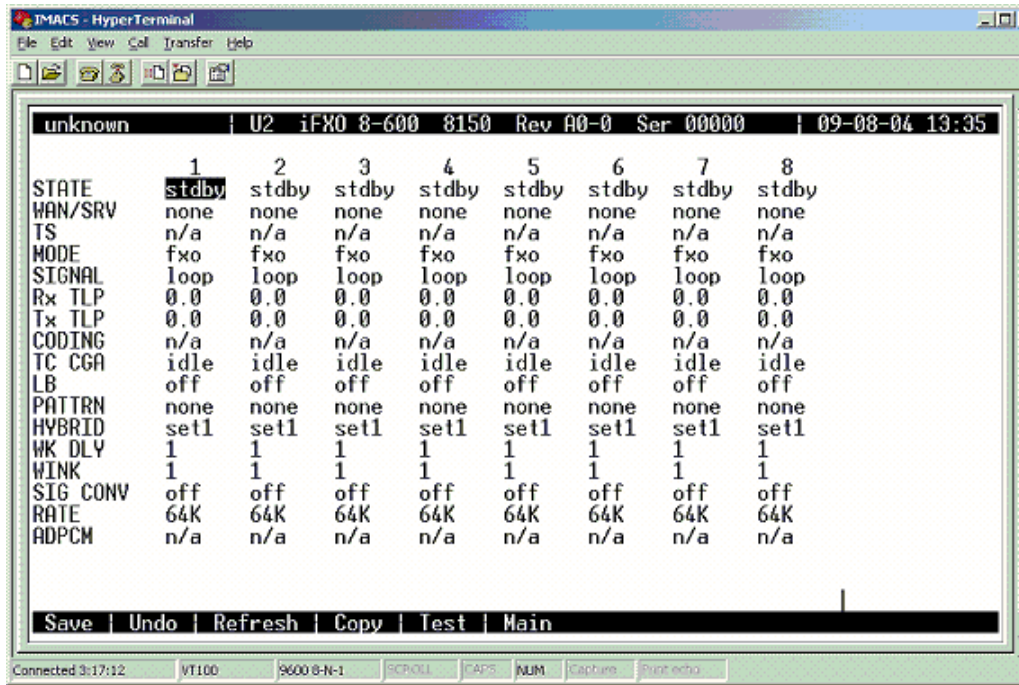 IMACS - HyperTerminal
File Edit View Call Transfer Help
unknown | U2 iFXO 8-600 8150 Rev A0-0 Ser 00000 | 09-08-04 13:35
1 2 3 4 5 6 7 8
STATE stdby stdby stdby stdby stdby stdby stdby stdby
WAN/SRV none none none none none none none none
TS n/a n/a n/a n/a n/a n/a n/a n/a
MODE fxo fxo fxo fxo fxo fxo fxo fxo
SIGNAL loop loop loop loop loop loop loop loop
Rx TLP 0.0 0.0 0.0 0.0 0.0 0.0 0.0 0.0
Tx TLP 0.0 0.0 0.0 0.0 0.0 0.0 0.0 0.0
CODING n/a n/a n/a n/a n/a n/a n/a n/a
TC CGA idle idle idle idle idle idle idle idle
LB off off off off off off off off
PATTRN none none none none none none none none
HYBRID set1 set1 set1 set1 set1 set1 set1 set1
WK DLY 1 1 1 1 1 1 1 1
WINK 1 1 1 1 1 1 1 1
SIG CONV off off off off off off off off
RATE 64K 64K 64K 64K 64K 64K 64K 64K
ADPCM n/a n/a n/a n/a n/a n/a n/a n/a
Save | Undo | Refresh | Copy | Test | Main
Connected 3:17:12 VT100 9600 8-N-1 SCROLL CAPS NUM Capture Print echo